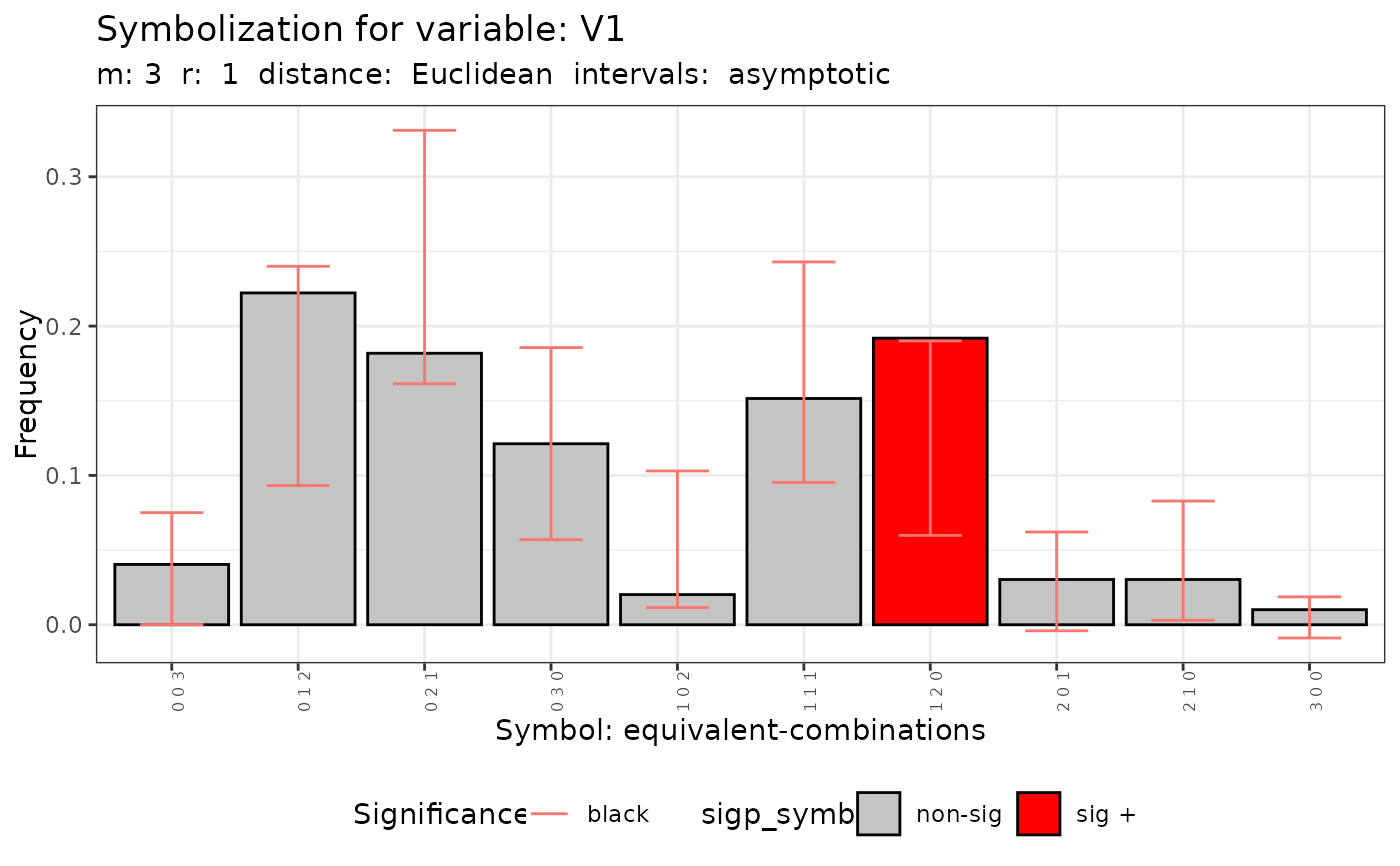 Symbolization for variable: V1
m: 3 r: 1 distance: Euclidean intervals: asymptotic
Frequency
0.3
0.2
0.1
0.0
0 0 3
0 1 2
0 2 1
0 3 0
1 0 2
1 1 1
1 2 0
2 0 1
2 1 0
3 0 0
Symbol: equivalent-combinations
Significance black sigp_symb non-sig sig +